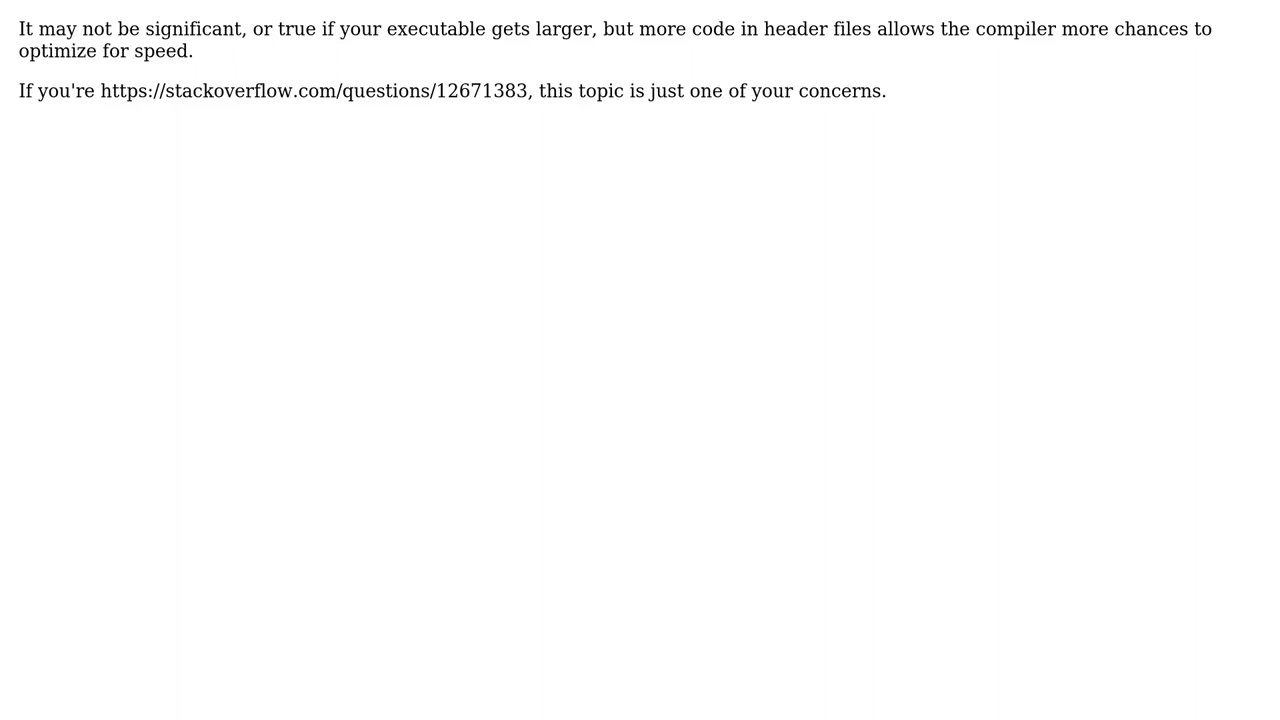 It may not be significant, or true if your executable gets larger, but more code in header files allows the compiler more chances to
optimize for speed.
If you're https://stackoverflow.com/questions/12671383, this topic is just one of your concerns.